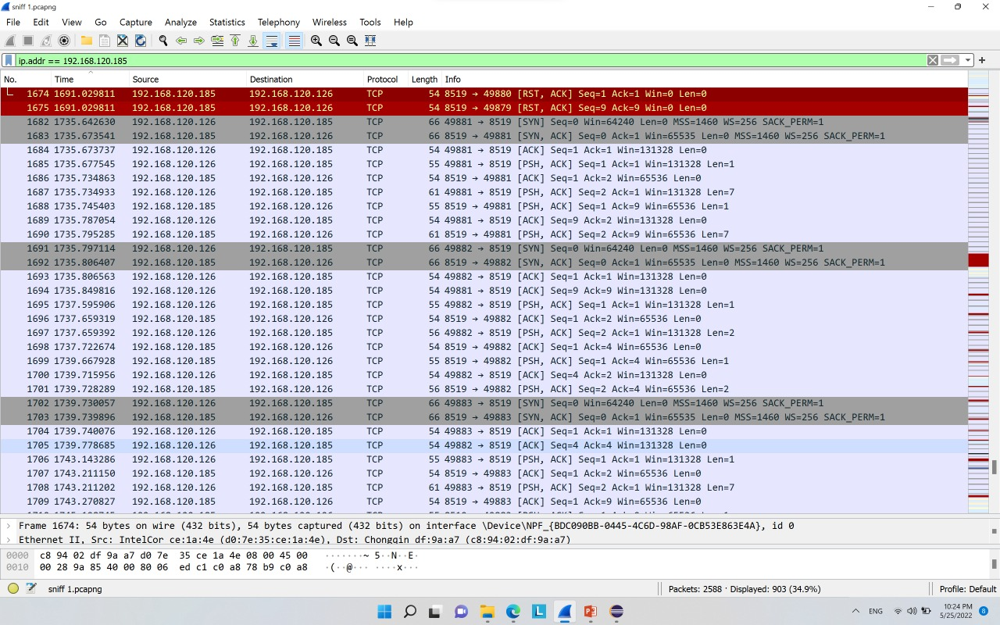 sniff 1.pcapng
File Edit View Go Capture Analyze Statistics Telephony Wireless Tools Help
ip.addr == 192.168.120.185
No. Time Source Destination Protocol Length Info
1674 1691.029811 192.168.120.185 192.168.120.126 TCP 54 8519 → 49880 [RST, ACK] Seq=1 Ack=1 Win=0 Len=0
1675 1691.029811 192.168.120.185 192.168.120.126 TCP 54 8519 → 49879 [RST, ACK] Seq=9 Ack=9 Win=0 Len=0
1682 1735.642630 192.168.120.126 192.168.120.185 TCP 66 49881 → 8519 [SYN] Seq=0 Win=64240 Len=0 MSS=1460 WS=256 SACK_PERM=1
1683 1735.673541 192.168.120.185 192.168.120.126 TCP 66 8519 → 49881 [SYN, ACK] Seq=0 Ack=1 Win=65535 Len=0 MSS=1460 WS=256 SACK_PERM=1
1684 1735.673737 192.168.120.126 192.168.120.185 TCP 54 49881 → 8519 [ACK] Seq=1 Ack=1 Win=131328 Len=0
1685 1735.677545 192.168.120.126 192.168.120.185 TCP 55 49881 → 8519 [PSH, ACK] Seq=1 Ack=1 Win=131328 Len=1
1686 1735.734863 192.168.120.185 192.168.120.126 TCP 54 8519 → 49881 [ACK] Seq=1 Ack=2 Win=65536 Len=0
1687 1735.734933 192.168.120.126 192.168.120.185 TCP 61 49881 → 8519 [PSH, ACK] Seq=2 Ack=1 Win=131328 Len=7
1688 1735.745403 192.168.120.185 192.168.120.126 TCP 55 8519 → 49881 [PSH, ACK] Seq=1 Ack=9 Win=65536 Len=1
1689 1735.787054 192.168.120.126 192.168.120.185 TCP 54 49881 → 8519 [ACK] Seq=9 Ack=2 Win=131328 Len=0
1690 1735.795285 192.168.120.185 192.168.120.126 TCP 61 8519 → 49881 [PSH, ACK] Seq=2 Ack=9 Win=65536 Len=7
1691 1735.797114 192.168.120.126 192.168.120.185 TCP 66 49882 → 8519 [SYN] Seq=0 Win=64240 Len=0 MSS=1460 WS=256 SACK_PERM=1
1692 1735.806407 192.168.120.185 192.168.120.126 TCP 66 8519 → 49882 [SYN, ACK] Seq=0 Ack=1 Win=65535 Len=0 MSS=1460 WS=256 SACK_PERM=1
1693 1735.806563 192.168.120.126 192.168.120.185 TCP 54 49882 → 8519 [ACK] Seq=1 Ack=1 Win=131328 Len=0
1694 1735.849816 192.168.120.126 192.168.120.185 TCP 54 49881 → 8519 [ACK] Seq=9 Ack=9 Win=131328 Len=0
1695 1737.595906 192.168.120.126 192.168.120.185 TCP 55 49882 → 8519 [PSH, ACK] Seq=1 Ack=1 Win=131328 Len=1
1696 1737.659319 192.168.120.185 192.168.120.126 TCP 54 8519 → 49882 [ACK] Seq=1 Ack=2 Win=65536 Len=0
1697 1737.659392 192.168.120.126 192.168.120.185 TCP 56 49882 → 8519 [PSH, ACK] Seq=2 Ack=1 Win=131328 Len=2
1698 1737.722674 192.168.120.185 192.168.120.126 TCP 54 8519 → 49882 [ACK] Seq=1 Ack=4 Win=65536 Len=0
1699 1739.667928 192.168.120.185 192.168.120.126 TCP 55 8519 → 49882 [PSH, ACK] Seq=1 Ack=4 Win=65536 Len=1
1700 1739.715956 192.168.120.126 192.168.120.185 TCP 54 49882 → 8519 [ACK] Seq=4 Ack=2 Win=131328 Len=0
1701 1739.728289 192.168.120.185 192.168.120.126 TCP 56 8519 → 49882 [PSH, ACK] Seq=2 Ack=4 Win=65536 Len=2
1702 1739.730057 192.168.120.126 192.168.120.185 TCP 66 49883 → 8519 [SYN] Seq=0 Win=64240 Len=0 MSS=1460 WS=256 SACK_PERM=1
1703 1739.739896 192.168.120.185 192.168.120.126 TCP 66 8519 → 49883 [SYN, ACK] Seq=0 Ack=1 Win=65535 Len=0 MSS=1460 WS=256 SACK_PERM=1
1704 1739.740076 192.168.120.126 192.168.120.185 TCP 54 49883 → 8519 [ACK] Seq=1 Ack=1 Win=131328 Len=0
1705 1739.778685 192.168.120.126 192.168.120.185 TCP 54 49882 → 8519 [ACK] Seq=4 Ack=4 Win=131328 Len=0
1706 1743.143286 192.168.120.126 192.168.120.185 TCP 55 49883 → 8519 [PSH, ACK] Seq=1 Ack=1 Win=131328 Len=1
1707 1743.211150 192.168.120.185 192.168.120.126 TCP 54 8519 → 49883 [ACK] Seq=1 Ack=2 Win=65536 Len=0
1708 1743.211202 192.168.120.126 192.168.120.185 TCP 61 49883 → 8519 [PSH, ACK] Seq=2 Ack=1 Win=131328 Len=7
1709 1743.270827 192.168.120.185 192.168.120.126 TCP 54 8519 → 49883 [ACK] Seq=1 Ack=9 Win=65536 Len=0
Frame 1674: 54 bytes on wire (432 bits), 54 bytes captured (432 bits) on interface \Device\NPF_{BDC090BB-0445-4C6D-98AF-0CB53E863E4A}, id 0
Ethernet II, Src: IntelCor ce:1a:4e (d0:7e:35:ce:1a:4e), Dst: Chongqin df:9a:a7 (c8:94:02:df:9a:a7)
0000 c8 94 02 df 9a a7 d0 7e 35 ce 1a 4e 08 00 45 00 ·······~ 5··N··E·
0010 00 28 9a 85 40 00 80 06 ed c1 c0 a8 78 b9 c0 a8 ·(··@··· ····x···
sniff 1.pcapng Packets: 2588 · Displayed: 903 (34.9%) Profile: Default
ENG 10:24 PM
5/25/2022 8